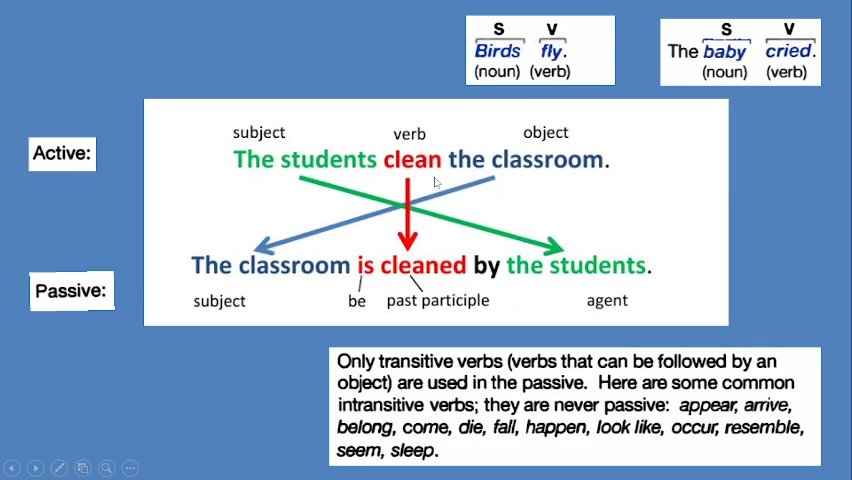 S V
Birds fly.
(noun) (verb)
S V
The baby cried.
(noun) (verb)
Active:
subject verb object
The students clean the classroom.
The classroom is cleaned by the students.
Passive:
subject be past participle agent
Only transitive verbs (verbs that can be followed by an
object) are used in the passive. Here are some common
intransitive verbs; they are never passive: appear, arrive,
belong, come, die, fall, happen, look like, occur, resemble,
seem, sleep.